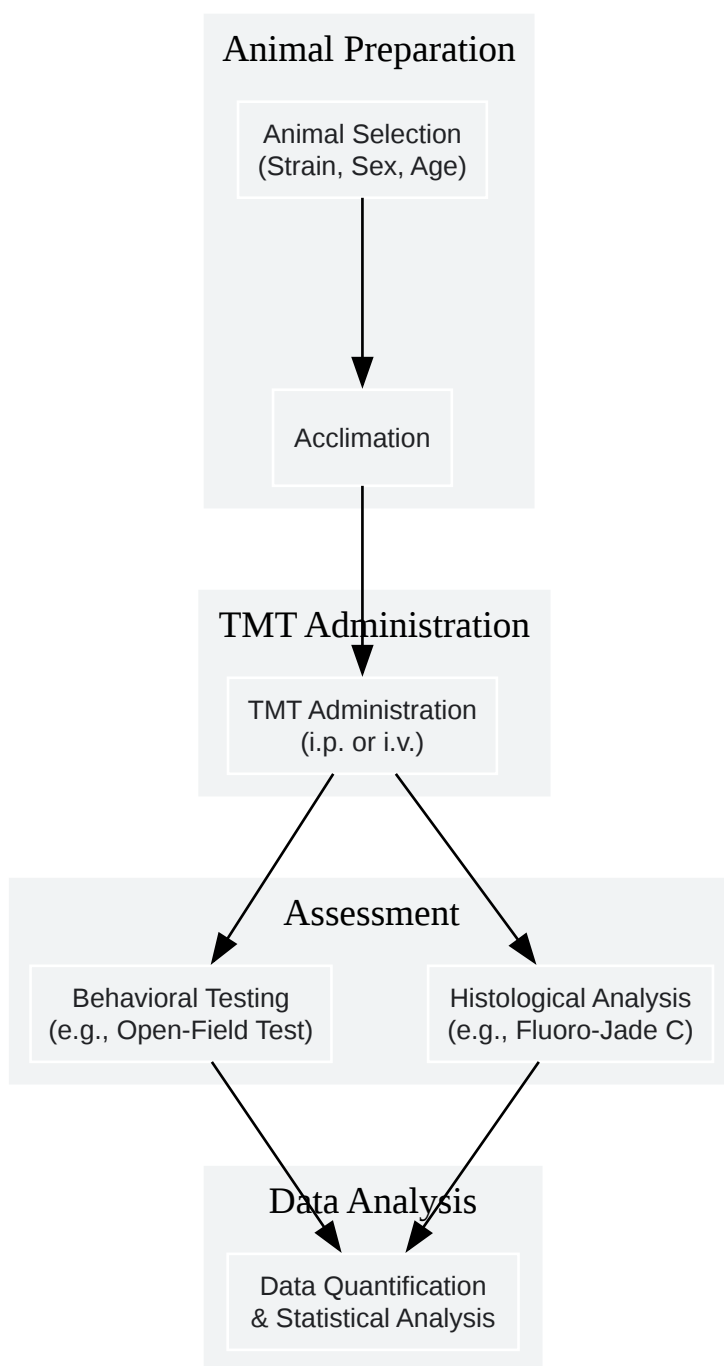 Animal Preparation
Animal Selection
(Strain, Sex, Age)
Acclimation
TMT Administration
TMT Administration
(i.p. or i.v.)
Assessment
Behavioral Testing
(e.g., Open-Field Test)
Histological Analysis
(e.g., Fluoro-Jade C)
Data Analysis
Data Quantification
& Statistical Analysis